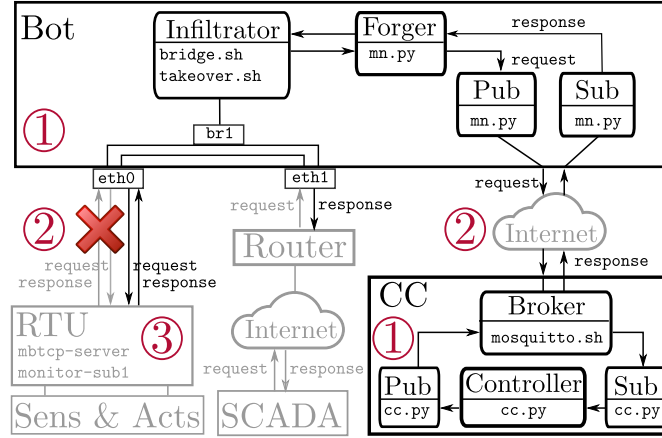 Bot
Infiltrator
bridge.sh
takeover.sh
Forger
mn.py
response
request
Pub
mn.py
Sub
mn.py
1
br1
eth0
eth1
request
response
request
2
2
Internet
response
Router
request
response
request
response
CC
Broker
mosquitto.sh
RTU
mbtcp-server
monitor-sub1
3
Internet
1
request
response
Pub
cc.py
Controller
cc.py
Sub
cc.py
Sens & Acts
SCADA